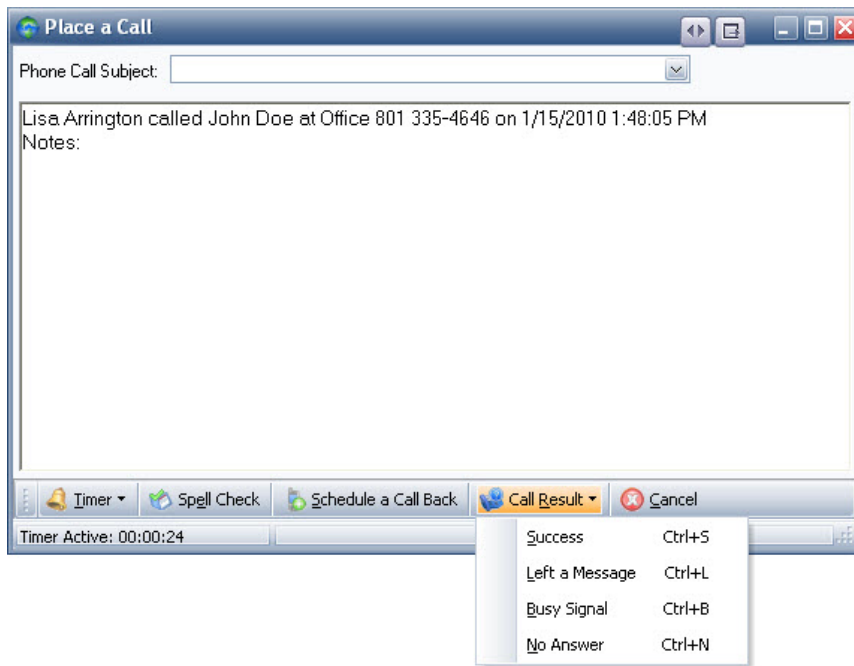 Place a Call
Phone Call Subject:
Lisa Arrington called John Doe at Office 801 335-4646 on 1/15/2010 1:48:05 PM
Notes:
Timer Spell Check Schedule a Call Back Call Result Cancel
Timer Active: 00:00:24
Success Ctrl+S
Left a Message Ctrl+L
Busy Signal Ctrl+B
No Answer Ctrl+N